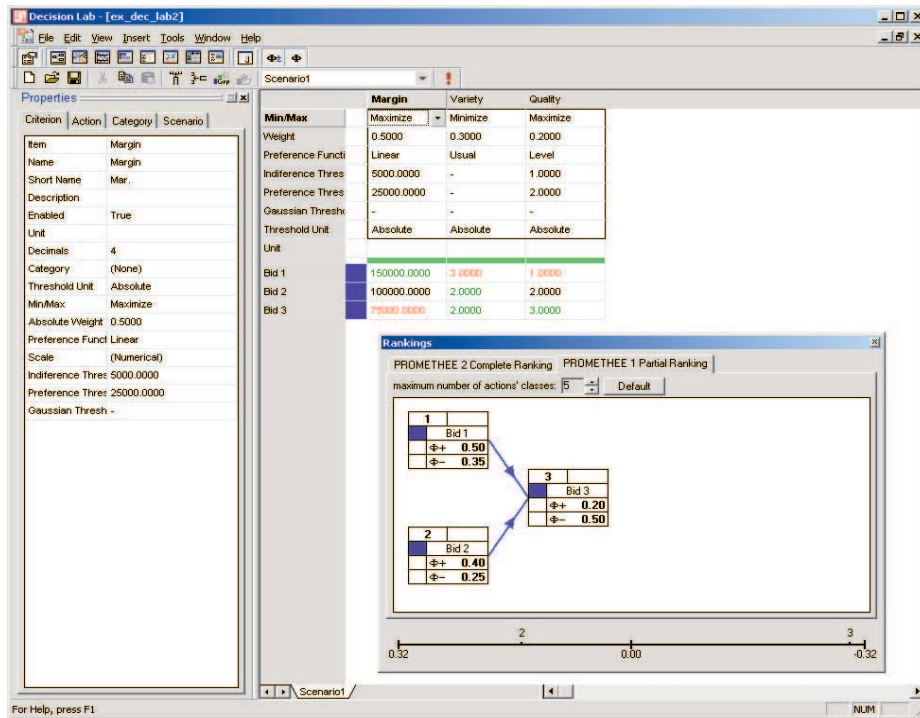 Decision Lab - [ex_dec_lab2]
File Edit View Insert Tools Window Help
Φ± Φ
Scenario1
Properties
Criterion Action Category Scenario
Item Margin
Name Margin
Short Name Mar.
Description
Enabled True
Unit
Decimals 4
Category (None)
Threshold Unit Absolute
Min/Max Maximize
Absolute Weight 0.5000
Preference Funct Linear
Scale (Numerical)
Indiference Thres 5000.0000
Preference Thres 25000.0000
Gaussian Thresh -
Margin Variety Quality
Min/Max Maximize Minimize Maximize
Weight 0.5000 0.3000 0.2000
Preference Functi Linear Usual Level
Indiference Thres 5000.0000 - 1.0000
Preference Thres 25000.0000 - 2.0000
Gaussian Thresho - - -
Threshold Unit Absolute Absolute Absolute
Unit
Bid 1 150000.0000 3.0000 1.0000
Bid 2 100000.0000 2.0000 2.0000
Bid 3 75000.0000 2.0000 3.0000
Rankings
PROMETHEE 2 Complete Ranking PROMETHEE 1 Partial Ranking
maximum number of actions' classes: 5 Default
1
Bid 1
Φ+ 0.50
Φ- 0.35
2
Bid 2
Φ+ 0.40
Φ- 0.25
3
Bid 3
Φ+ 0.20
Φ- 0.50
2 3
0.32 0.00 -0.32
Scenario1
For Help, press F1 NUM